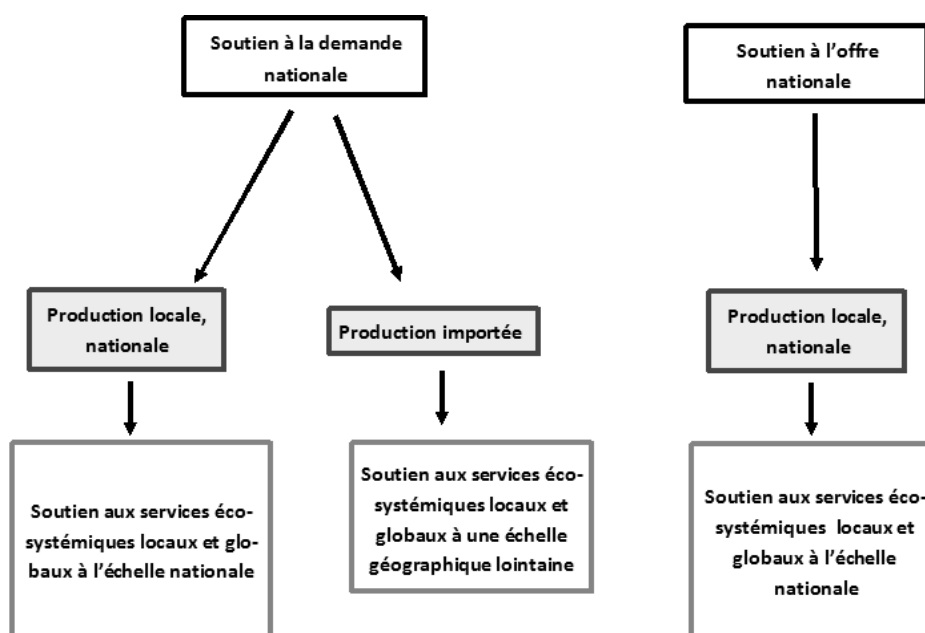 Soutien à la demande
nationale
Soutien à l'offre
nationale
Production locale,
nationale
Production importée
Production locale,
nationale
Soutien aux services éco-
systémiques locaux et glo-
baux à l'échelle nationale
Soutien aux services éco-
systémiques locaux et
globaux à une échelle
géographique lointaine
Soutien aux services éco-
systémiques locaux et
globaux à l'échelle
nationale